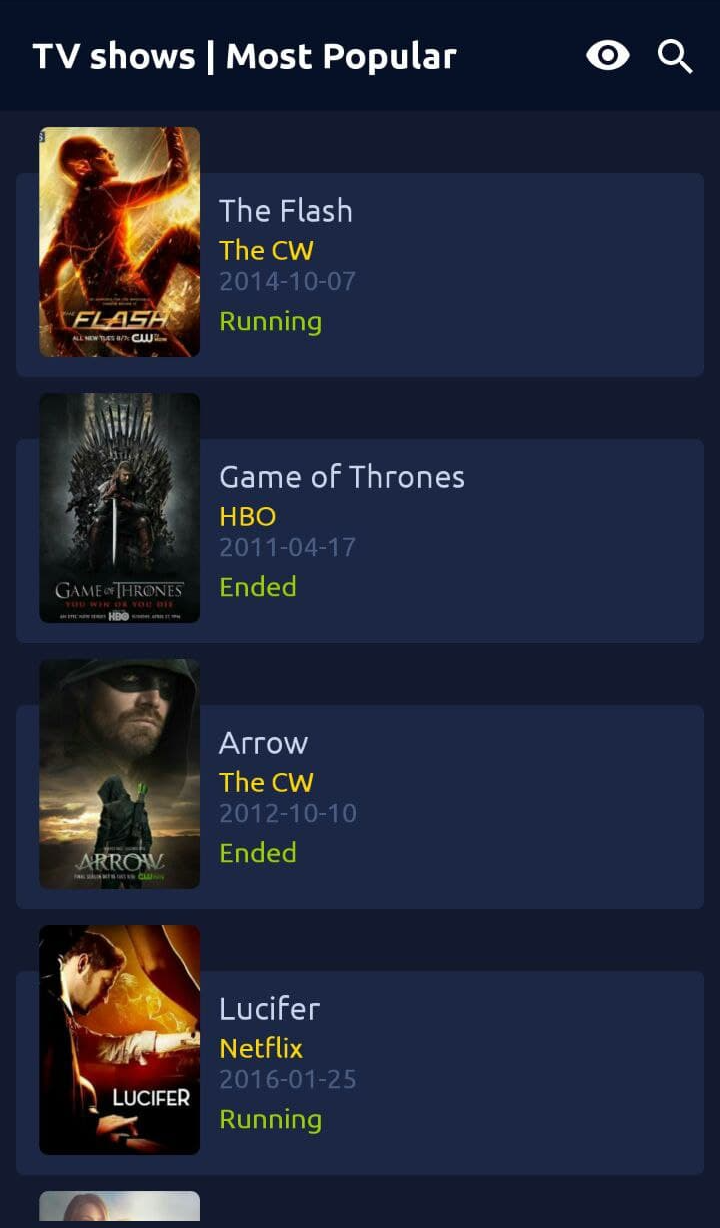 TV shows | Most Popular
FLASH
ALL NEW TUES 8/7c CW
The Flash
The CW
2014-10-07
Running
GAME OF THRONES
YOU WIN OR YOU DIE
HBO
Game of Thrones
HBO
2011-04-17
Ended
ARROW
Arrow
The CW
2012-10-10
Ended
LUCIFER
Lucifer
Netflix
2016-01-25
Running